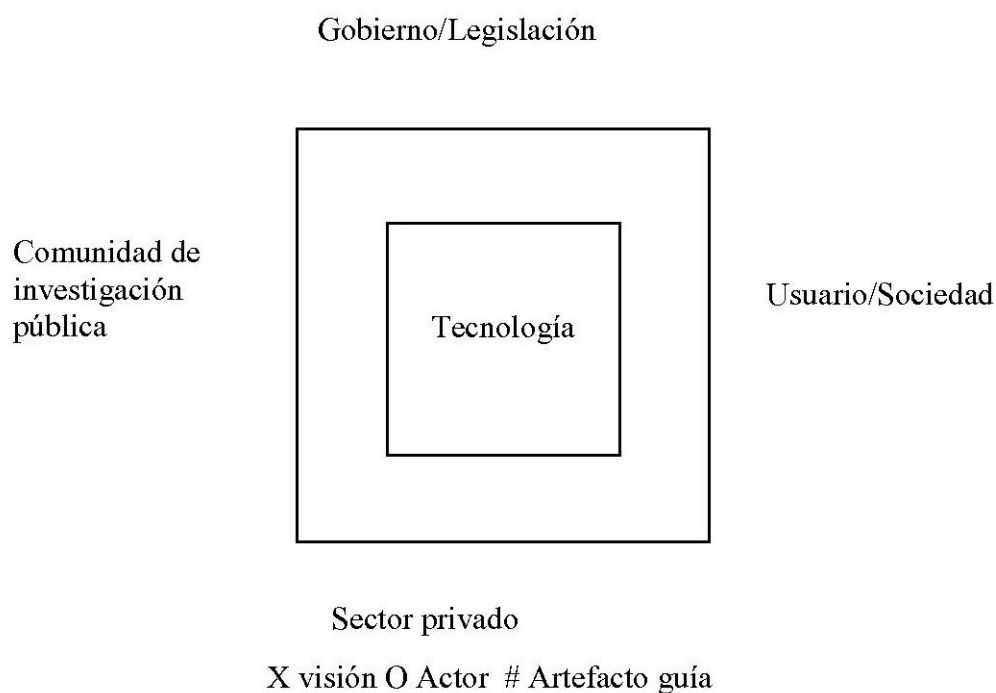 Gobierno/Legislación
Comunidad de
investigación
pública
Tecnología
Usuario/Sociedad
Sector privado
X visión O Actor # Artefacto guía